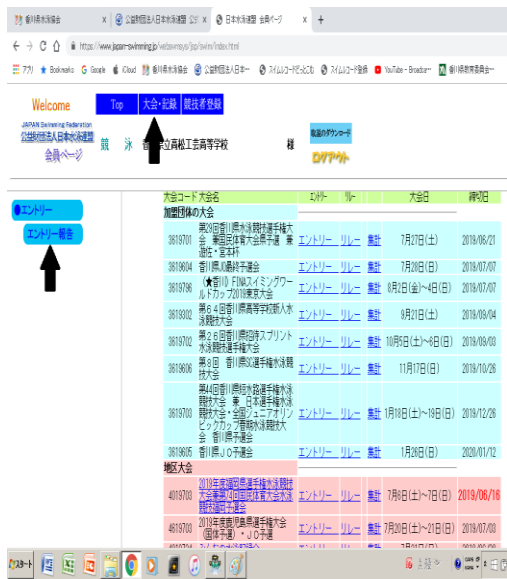 香川県水泳協会
公益財団法人日本水泳連盟 公式
日本水泳連盟 会員ページ
https://www.japan-swimming.jp/webswmsys/jsp/swim/index.html
アプリ Bookmarks Google iCloud 香川県水泳協会 公益財団法人日本— スイムレコードどっとこむ スイムレコード登録 YouTube - Broadcas— 香川県教育委員会—
Welcome
JAPAN Swimming Federation
公益財団法人日本水泳連盟
会員ページ
Top 大会・記録 競技者登録
競 泳 香川県立高松工芸高等学校 様
取説のダウンロード
ログアウト
●エントリー
エントリー報告
大会コード 大会名 エントリー リレー 大会日 締切日
加盟団体の大会
3619701 第29回香川県水泳競技選手権大会 兼国民体育大会県予選 兼 遊佐・宮本杯 エントリー リレー 集計 7月27日(土) 2019/06/21
3619604 香川県JO最終予選会 エントリー リレー 集計 7月28日(日) 2019/07/07
3619796 (★香川) FINAスイミングワールドカップ2019東京大会 エントリー リレー 集計 8月2日(金)~4日(日) 2019/07/07
3619302 第64回香川県高等学校新人水泳競技大会 エントリー リレー 集計 9月21日(土) 2019/09/04
3619702 第26回香川県招待スプリント水泳競技選手権大会 エントリー リレー 集計 10月5日(土)~6日(日) 2019/09/03
3619606 第8回 香川県SC選手権水泳競技大会 エントリー リレー 集計 11月17日(日) 2019/10/26
3619703 第44回香川県短水路選手権水泳競技大会 兼 日本選手権水泳競技大会・全国ジュニアオリンピックカップ春期水泳競技大会 香川県予選会 エントリー リレー 集計 1月18日(土)~19日(日) 2019/12/26
3619605 香川県JO予選会 エントリー リレー 集計 1月26日(日) 2020/01/12
地区大会
4019703 2019年度福岡県選手権水泳競技大会兼第74回国民体育大会水泳競技福岡予選会 エントリー リレー 集計 7月6日(土)~7日(日) 2019/06/16
4619703 2019年度鹿児島県選手権大会(国体予選)・JO予選 エントリー リレー 集計 7月20日(土)~21日(日) 2019/07/03